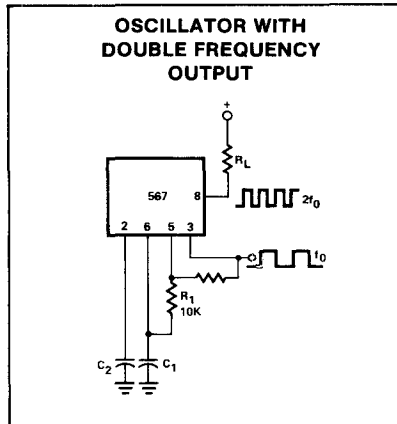 OSCILLATOR WITH
DOUBLE FREQUENCY
OUTPUT
+
RL
567
8
2f0
2 6 5 3
f0
R1
10K
C2
C1